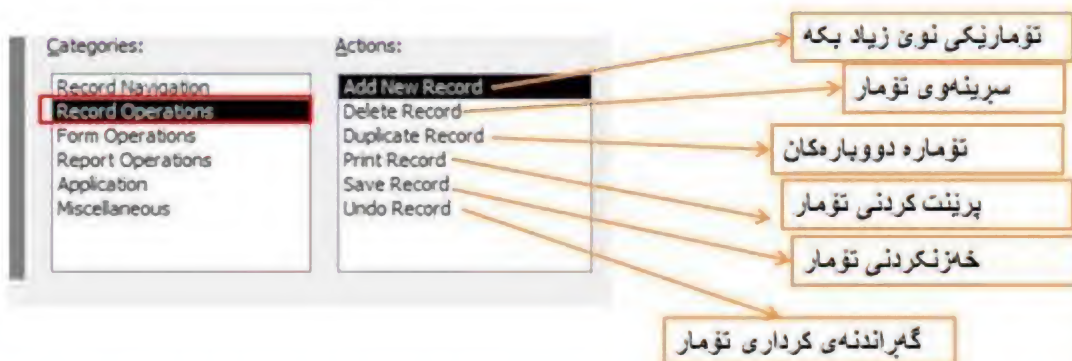 Categories:
Actions:
Record Navigation
Record Operations
Form Operations
Report Operations
Application
Miscellaneous
Add New Record
Delete Record
Duplicate Record
Print Record
Save Record
Undo Record
تۆمارێکی نوێ زیاد بکە
سڕینەوی تۆمار
تۆمارە دووبارەکان
پرێنت کردنی تۆمار
خەزنکردنی تۆمار
گەڕاندنەی کرداری تۆمار